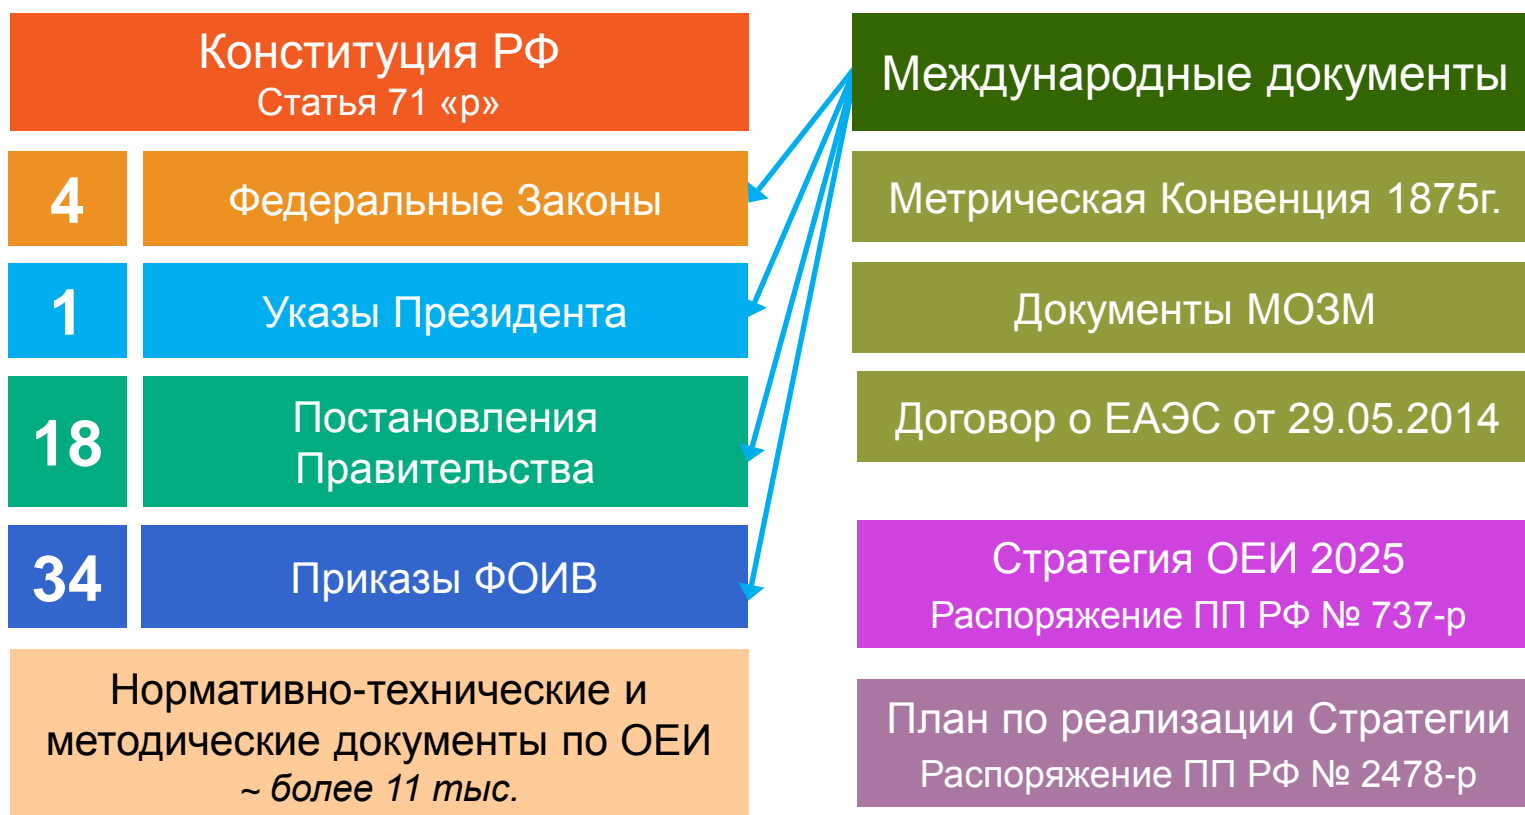 Конституция РФ
Статья 71 «р»
4
Федеральные Законы
1
Указы Президента
18
Постановления
Правительства
34
Приказы ФОИВ
Нормативно-технические и
методические документы по ОЕИ
~ более 11 тыс.
Международные документы
Метрическая Конвенция 1875г.
Документы МОЗМ
Договор о ЕАЭС от 29.05.2014
Стратегия ОЕИ 2025
Распоряжение ПП РФ № 737-р
План по реализации Стратегии
Распоряжение ПП РФ № 2478-р